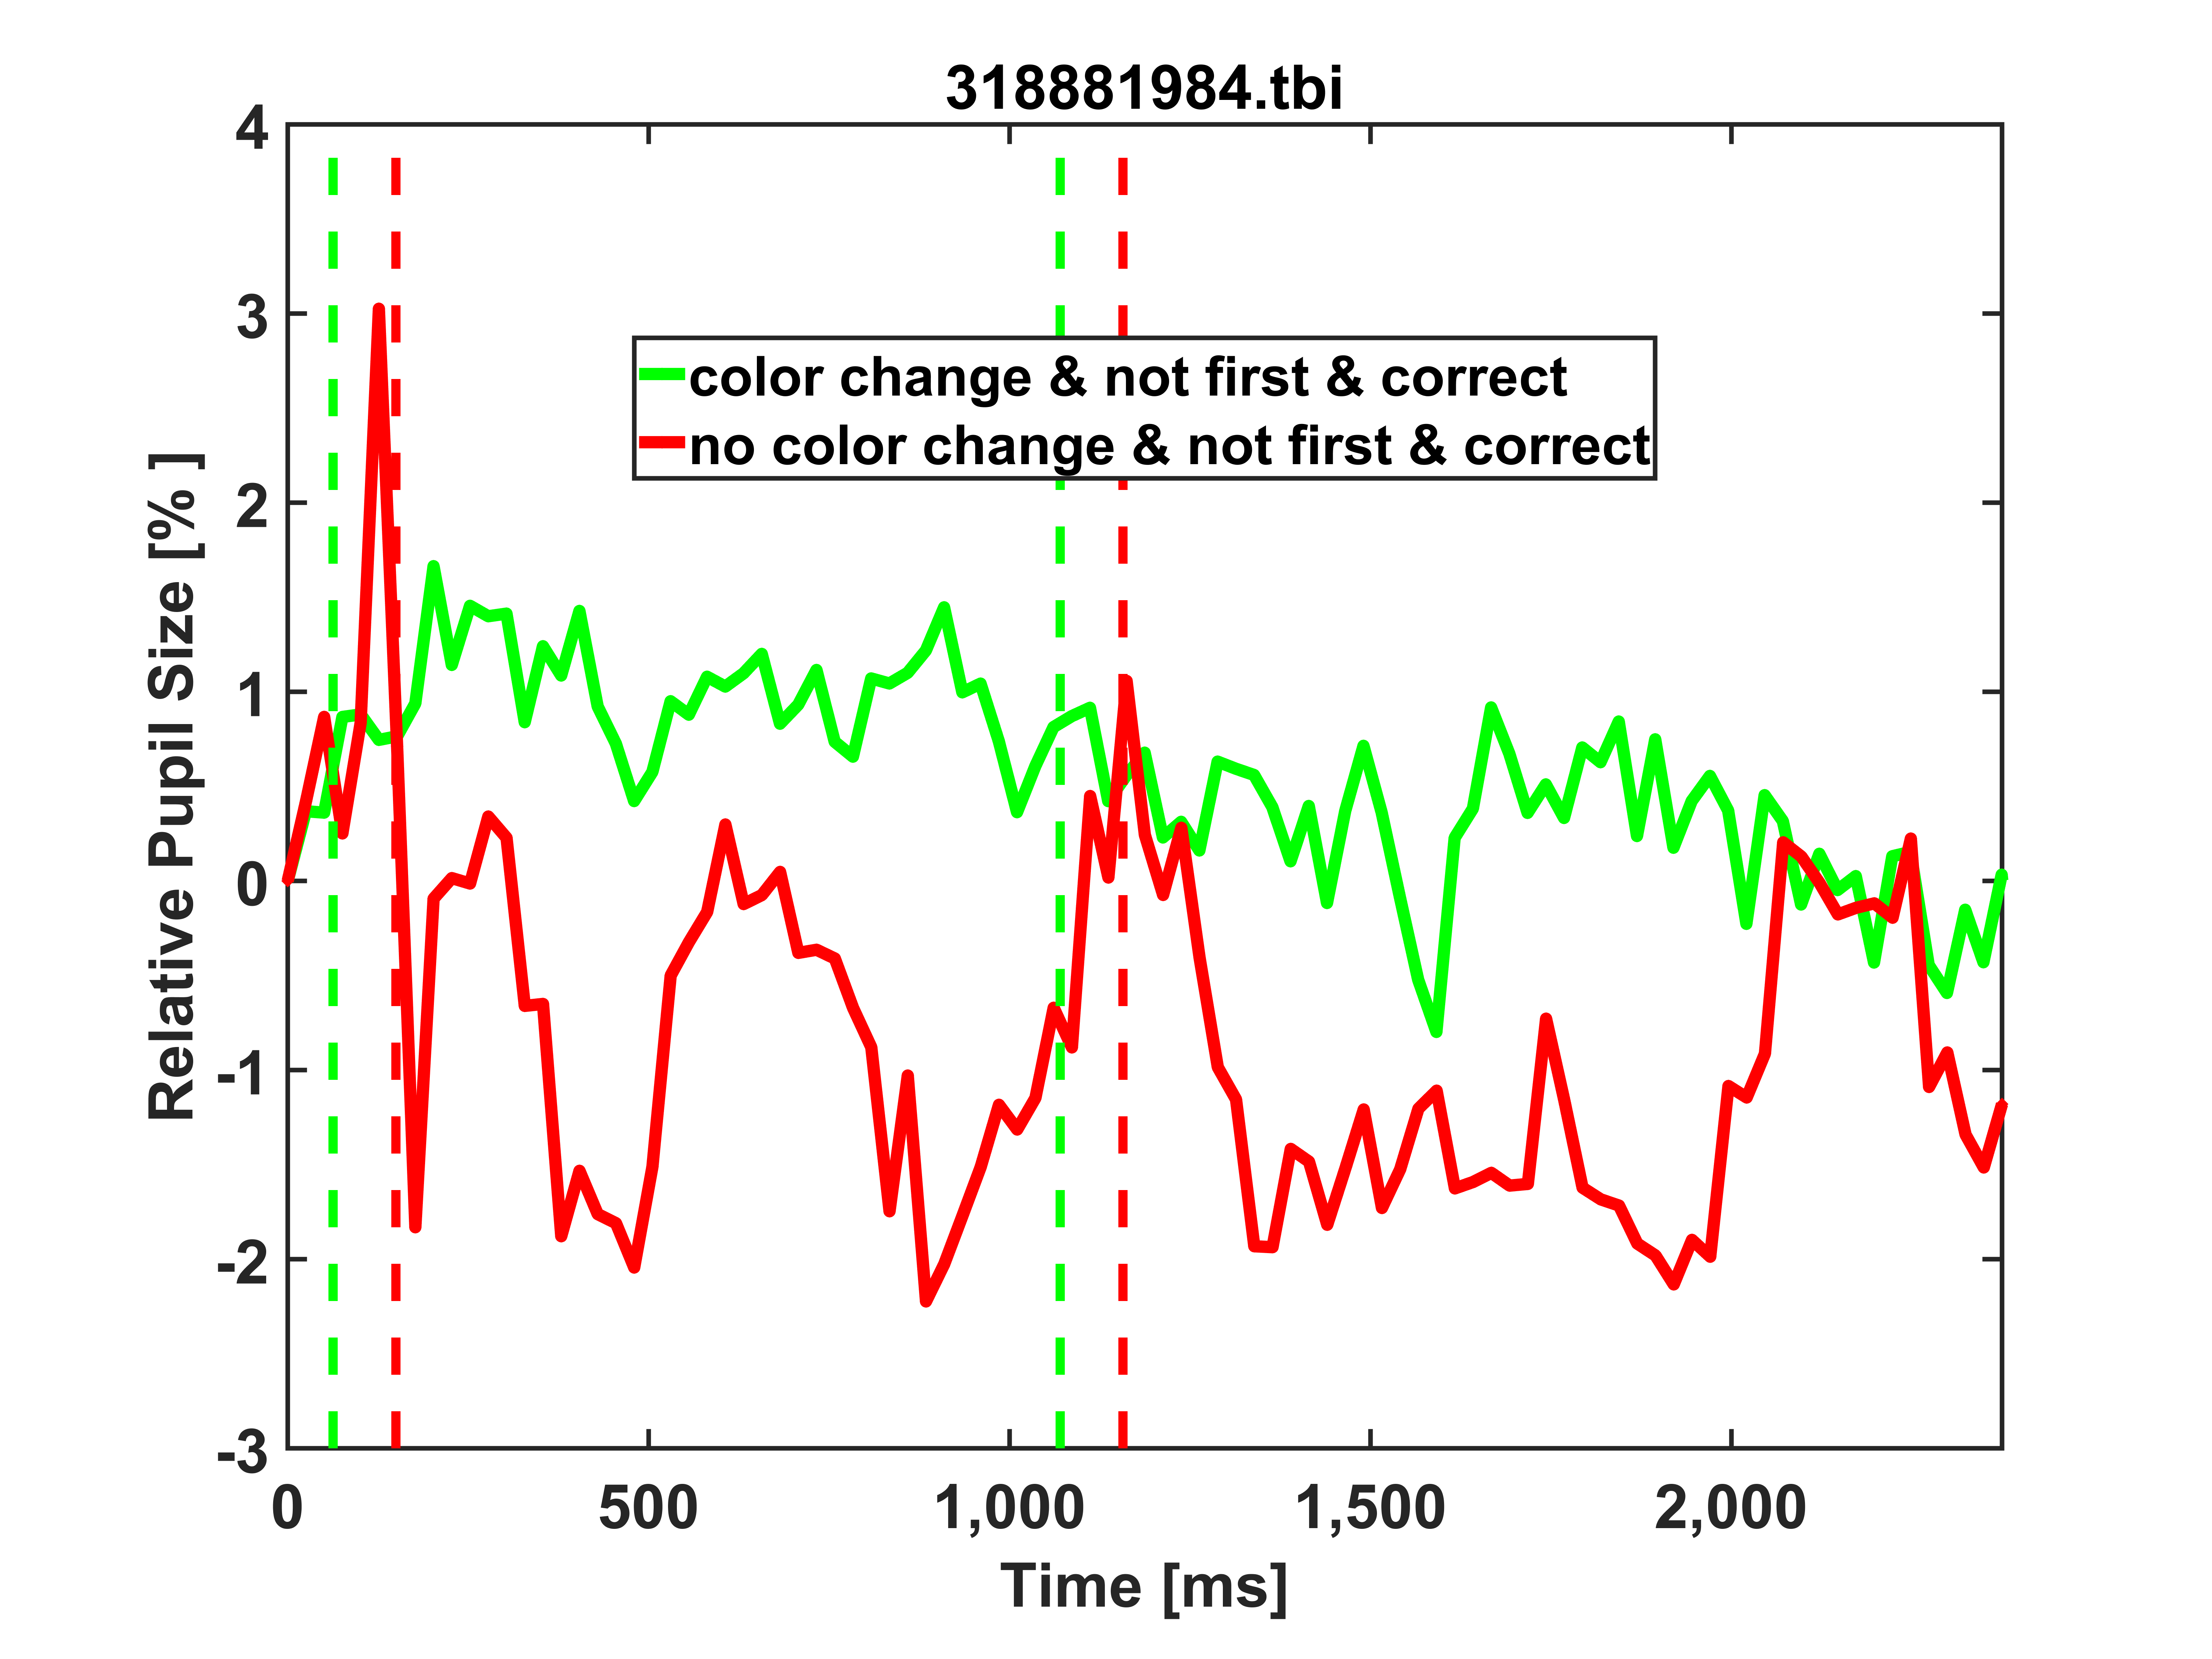 318881984.tbi
4
3
2
1
0
-1
-2
-3
Relative Pupil Size [% ]
color change & not first & correct
no color change & not first & correct
0 500 1,000 1,500 2,000
Time [ms]